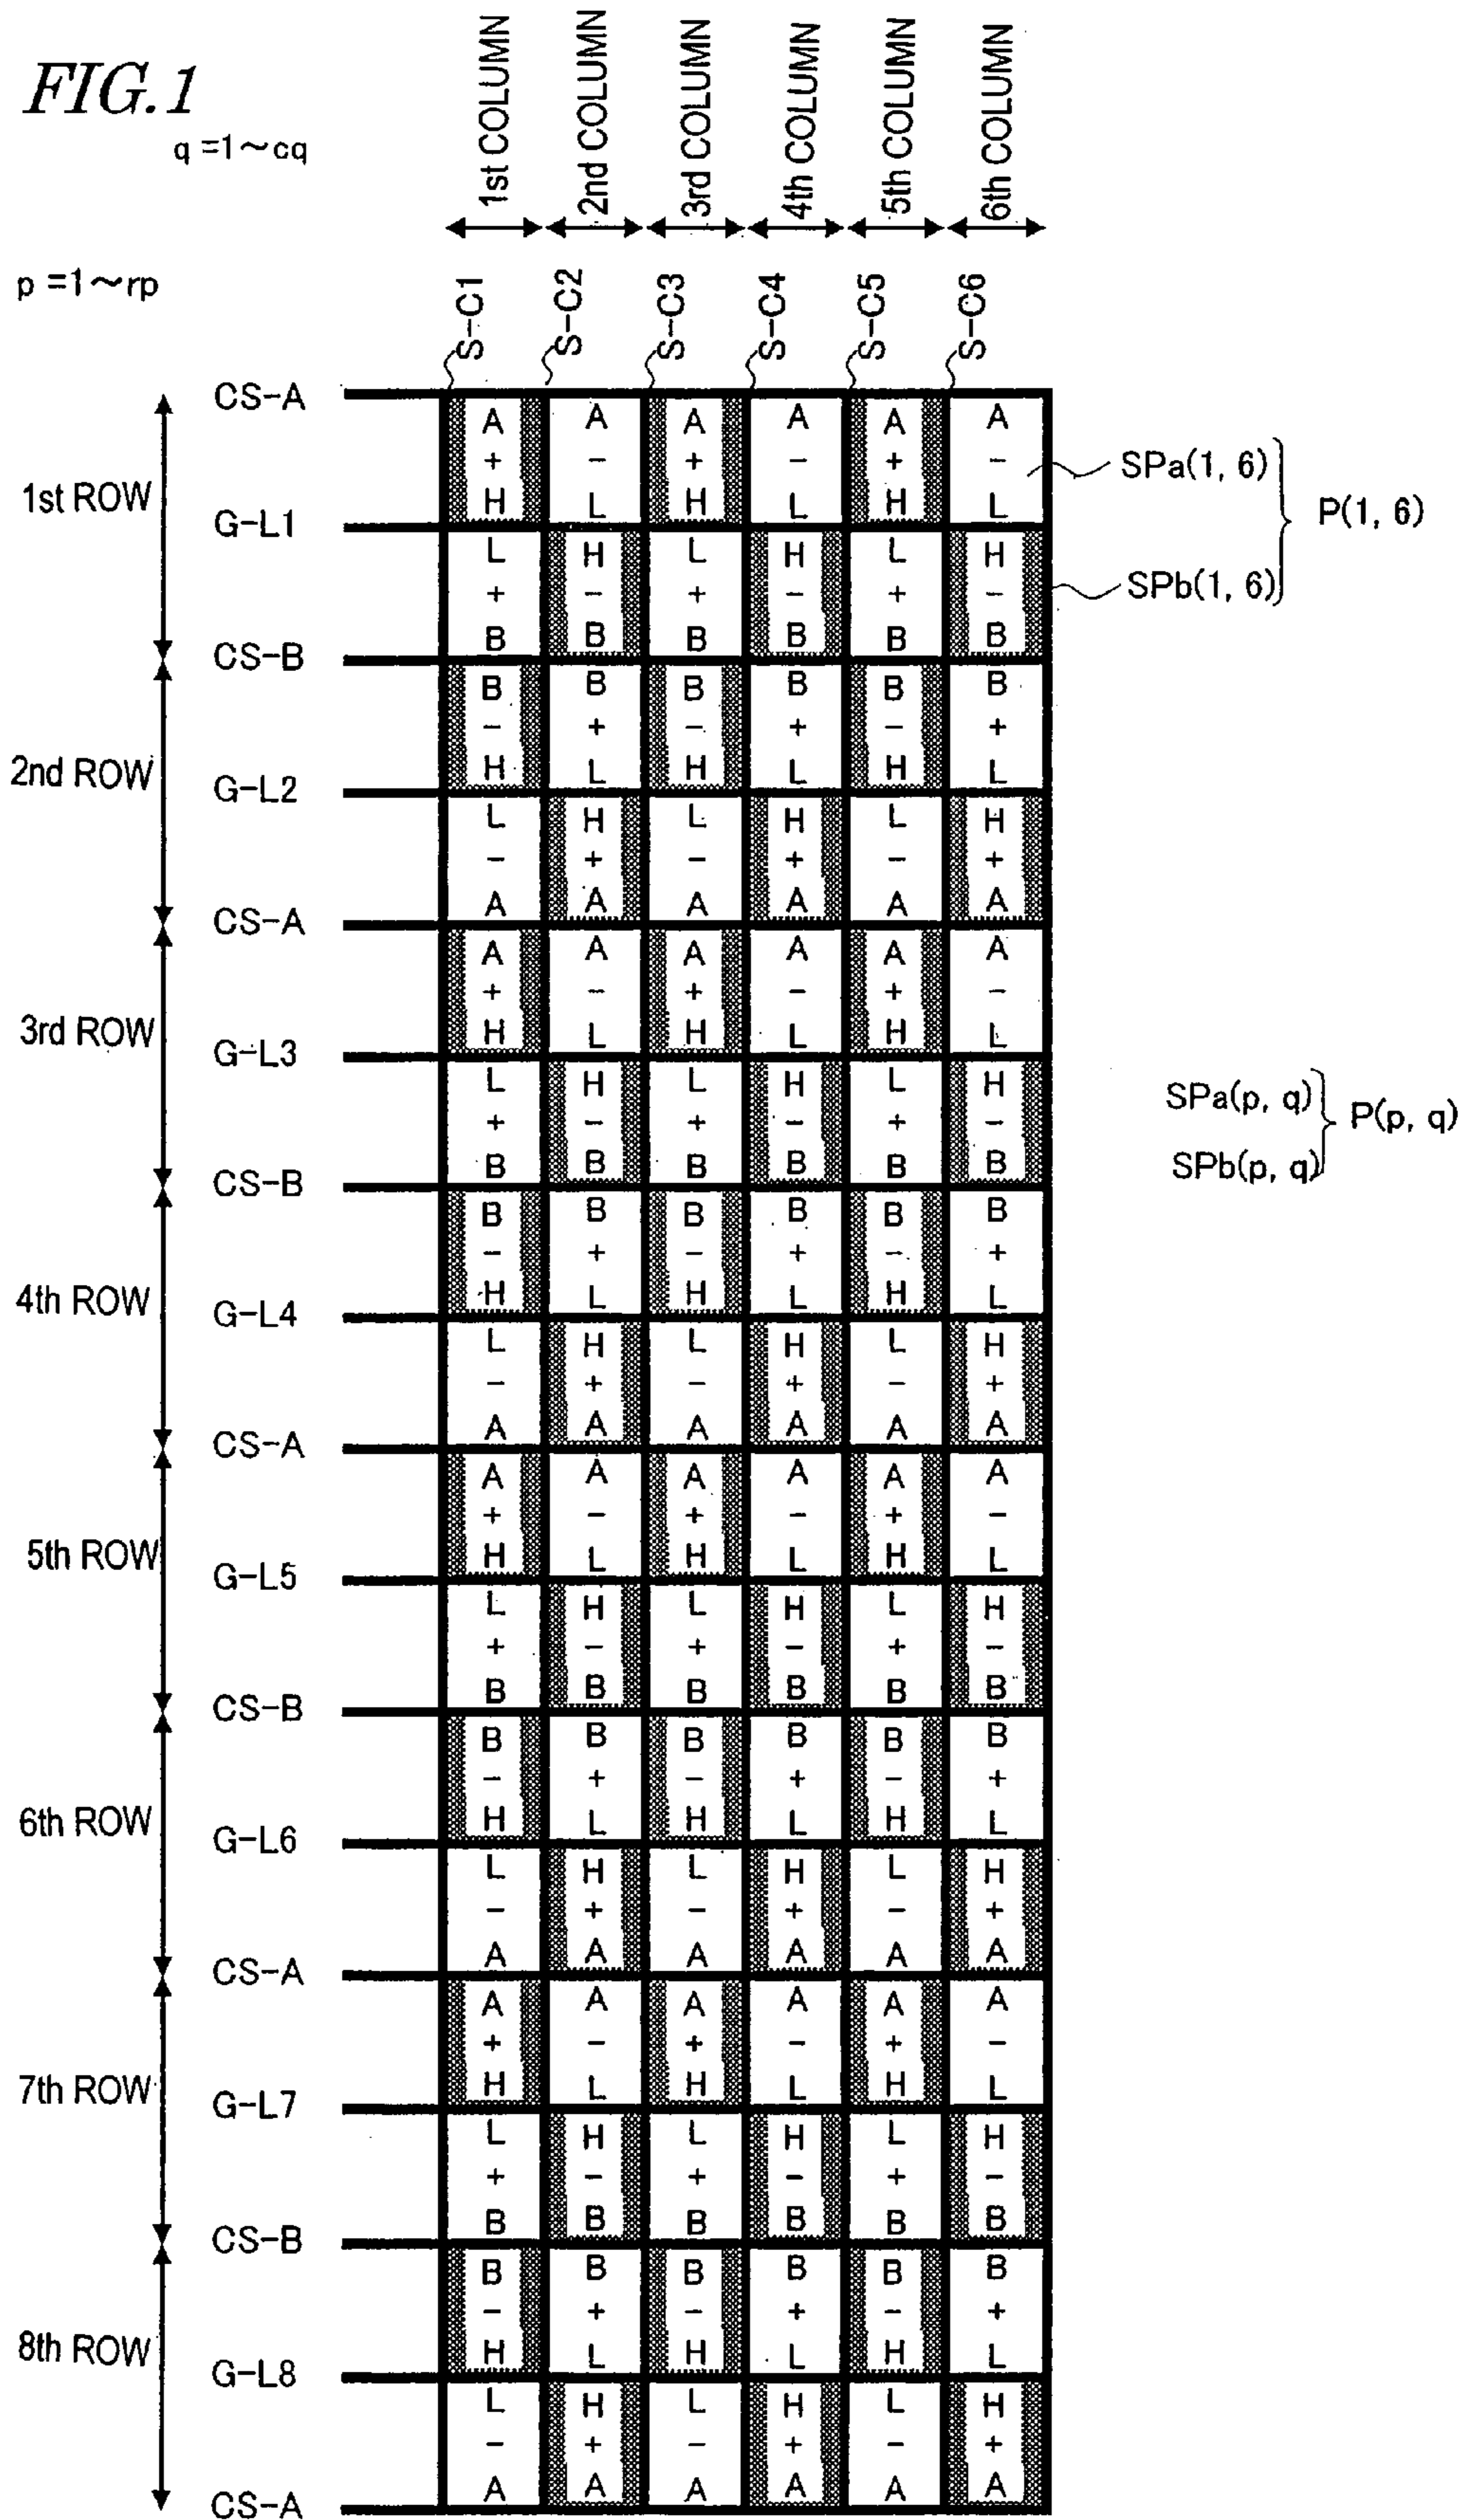 FIG.1
q =1~cq
p =1~rp
1st COLUMN
2nd COLUMN
3rd COLUMN
4th COLUMN
5th COLUMN
6th COLUMN
S-C1
S-C2
S-C3
S-C4
S-C5
S-C6
CS-A
A A A A A A
+ - + - + -
1st ROW
H L H L H L
G-L1
L H L H L H
+ - + - + -
B B B B B B
CS-B
B B B B B B
- + - + - +
2nd ROW
H L H L H L
G-L2
L H L H L H
- + - + - +
A A A A A A
CS-A
A A A A A A
+ - + - + -
3rd ROW
H L H L H L
G-L3
L H L H L H
+ - + - + -
B B B B B B
CS-B
B B B B B B
- + - + - +
4th ROW
H L H L H L
G-L4
L H L H L H
- + - + - +
A A A A A A
CS-A
A A A A A A
+ - + - + -
5th ROW
H L H L H L
G-L5
L H L H L H
+ - + - + -
B B B B B B
CS-B
B B B B B B
- + - + - +
6th ROW
H L H L H L
G-L6
L H L H L H
- + - + - +
A A A A A A
CS-A
A A A A A A
+ - + - + -
7th ROW
H L H L H L
G-L7
L H L H L H
+ - + - + -
B B B B B B
CS-B
B B B B B B
- + - + - +
8th ROW
H L H L H L
G-L8
L H L H L H
- + - + - +
A A A A A A
CS-A
SPa(1, 6)
P(1, 6)
SPb(1, 6)
SPa(p, q)
P(p, q)
SPb(p, q)